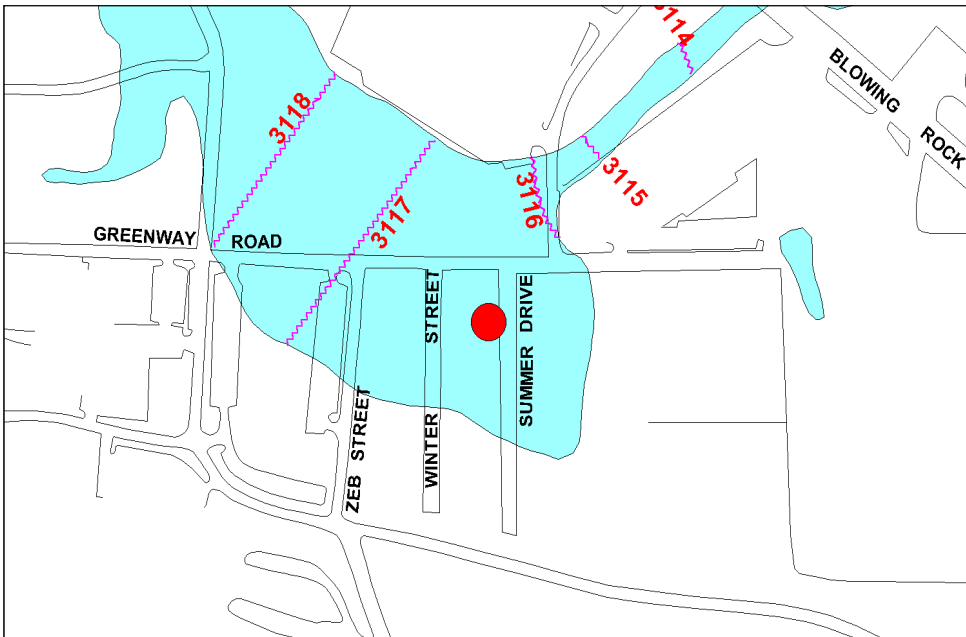 3114
BLOWING
ROCK
3118
3115
3117
3116
GREENWAY ROAD
WINTER STREET
SUMMER DRIVE
ZEB STREET